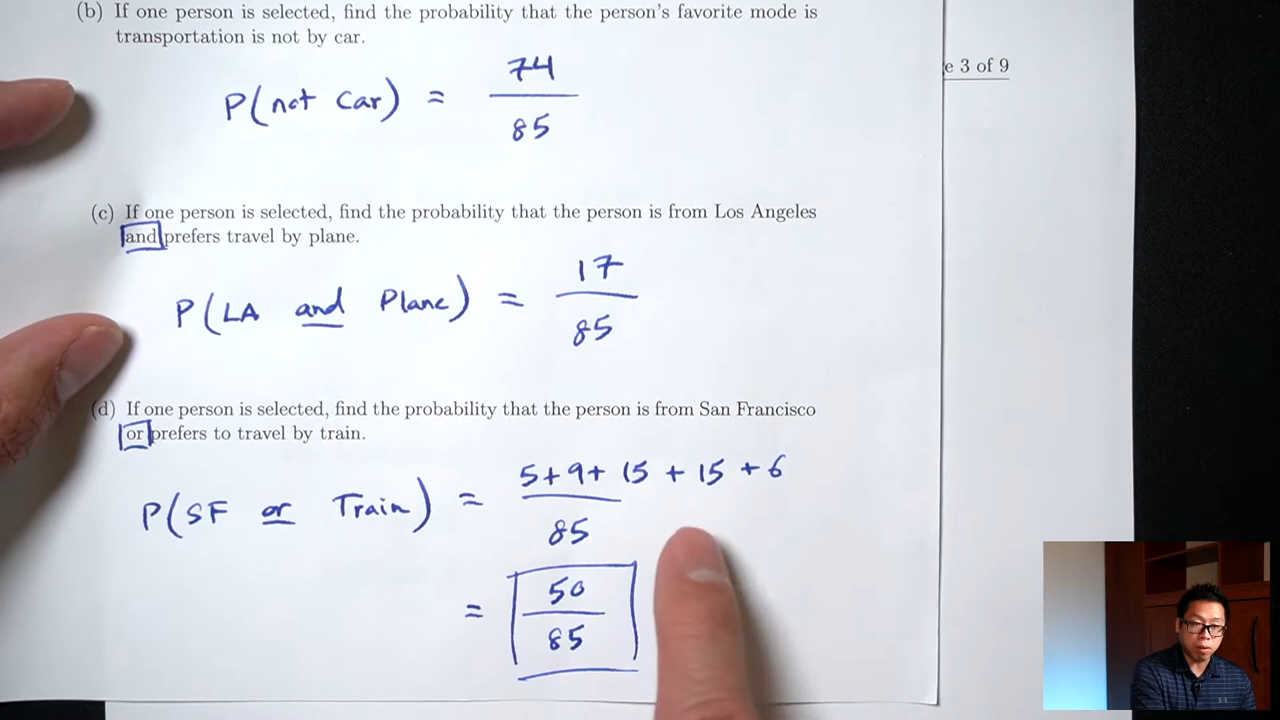 (b) If one person is selected, find the probability that the person's favorite mode is
transportation is not by car.
e 3 of 9
P(not Car) = 74
85
(c) If one person is selected, find the probability that the person is from Los Angeles
and prefers travel by plane.
P(LA and Plane) = 17
85
(d) If one person is selected, find the probability that the person is from San Francisco
or prefers to travel by train.
P(SF or Train) = 5+9+15+15+6
85
= 50
85